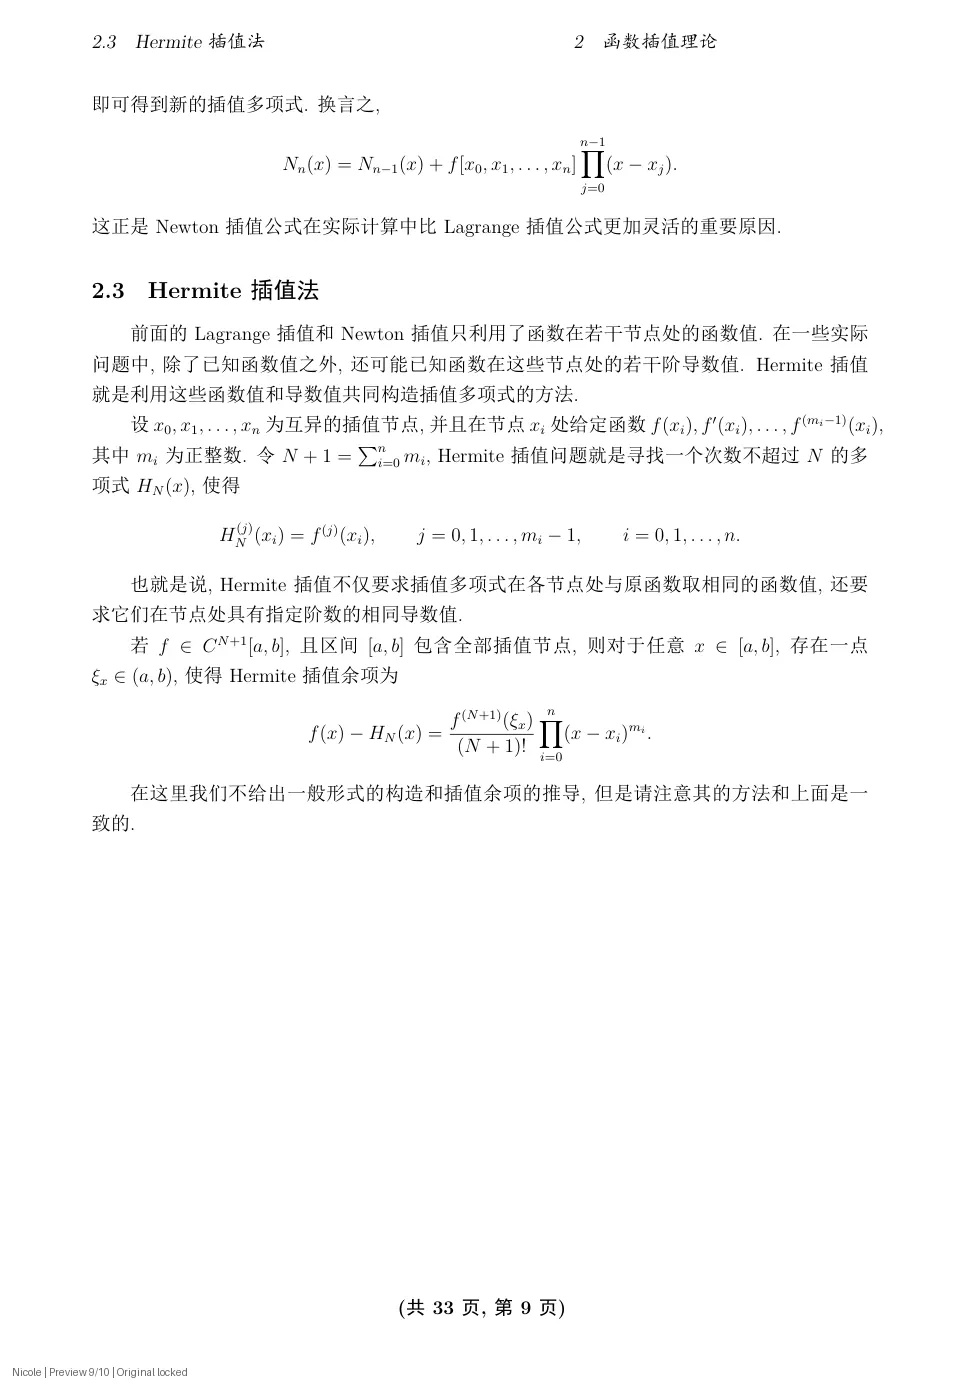 2.3 Hermite 插值法 2 函数插值理论
即可得到新的插值多项式. 换言之,
N_n(x) = N_{n−1}(x) + f[x_0, x_1, . . . , x_n] ∏_{j=0}^{n−1} (x − x_j).
这正是 Newton 插值公式在实际计算中比 Lagrange 插值公式更加灵活的重要原因.
2.3 Hermite 插值法
前面的 Lagrange 插值和 Newton 插值只利用了函数在若干节点处的函数值. 在一些实际
问题中, 除了已知函数值之外, 还可能已知函数在这些节点处的若干阶导数值. Hermite 插值
就是利用这些函数值和导数值共同构造插值多项式的方法.
设 x_0, x_1, . . . , x_n 为互异的插值节点, 并且在节点 x_i 处给定函数 f(x_i), f′(x_i), . . . , f^{(m_i−1)}(x_i),
其中 m_i 为正整数. 令 N + 1 = ∑_{i=0}^{n} m_i, Hermite 插值问题就是寻找一个次数不超过 N 的多
项式 H_N(x), 使得
H_N^{(j)}(x_i) = f^{(j)}(x_i), j = 0, 1, . . . , m_i − 1, i = 0, 1, . . . , n.
也就是说, Hermite 插值不仅要求插值多项式在各节点处与原函数取相同的函数值, 还要
求它们在节点处具有指定阶数的相同导数值.
若 f ∈ C^{N+1}[a, b], 且区间 [a, b] 包含全部插值节点, 则对于任意 x ∈ [a, b], 存在一点
ξ_x ∈ (a, b), 使得 Hermite 插值余项为
f(x) − H_N(x) = \frac{f^{(N+1)}(ξ_x)}{(N + 1)!} ∏_{i=0}^{n} (x − x_i)^{m_i}.
在这里我们不给出一般形式的构造和插值余项的推导, 但是请注意其的方法和上面是一
致的.
(共 33 页, 第 9 页)
Nicole | Preview 9/10 | Original locked